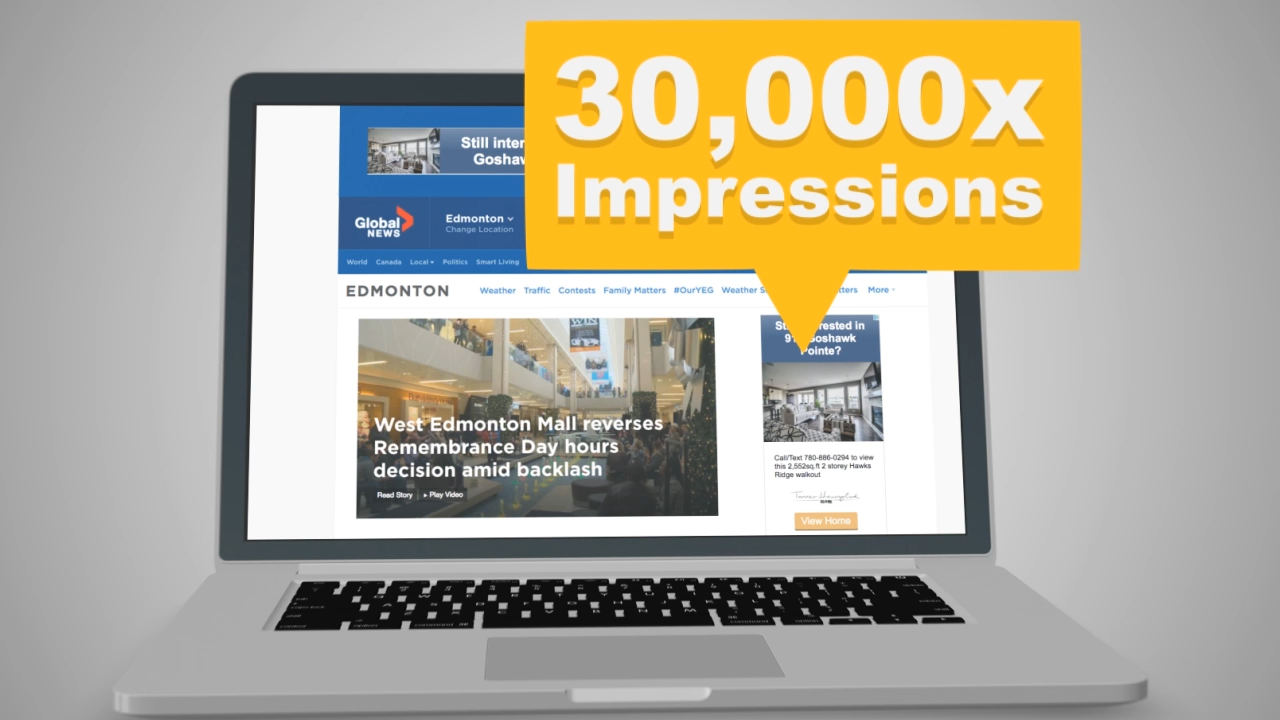 30,000x
Impressions
Still inter
Goshaw
Global
NEWS
Edmonton
Change Location
World Canada Local Politics Smart Living
EDMONTON
Weather Traffic Contests Family Matters #OurYEG Weather More
West Edmonton Mall reverses
Remembrance Day hours
decision amid backlash
Read Story Play Video
in
Goshawk
Pointe?
Call/Text 780-886-0294 to view
this 2,552sq.ft 2 storey Hawks
Ridge walkout
View Home